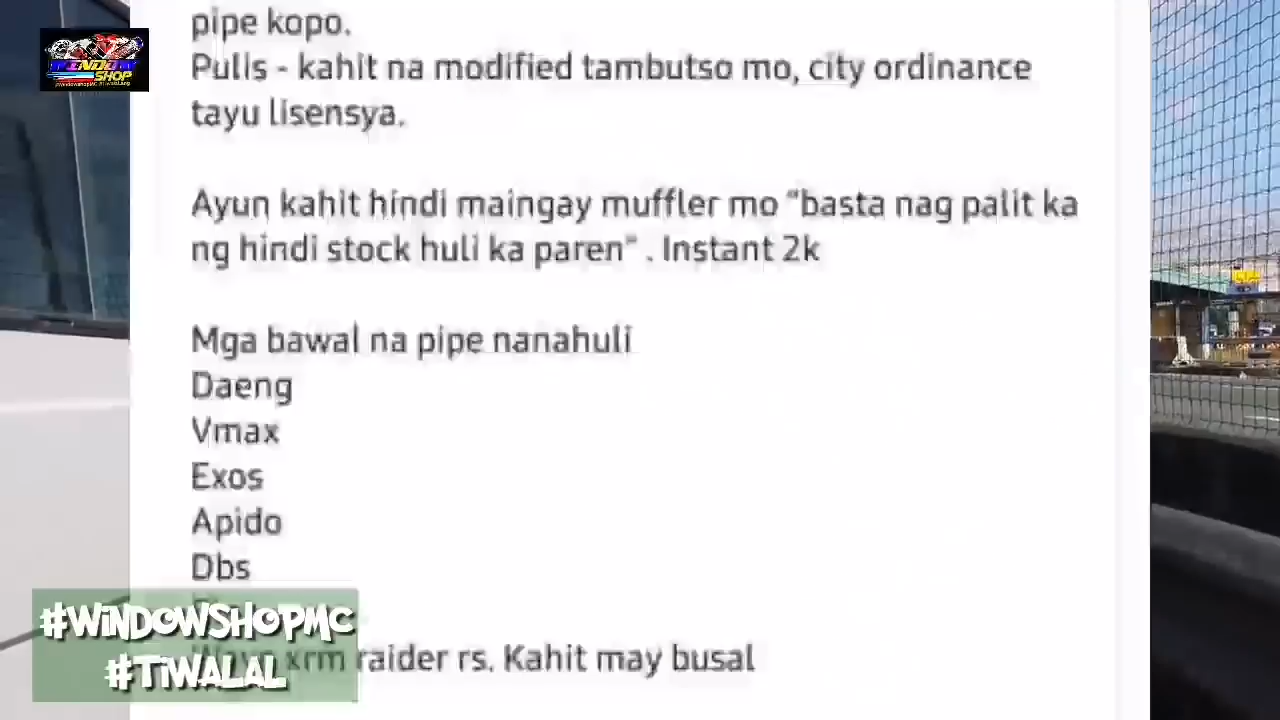 pipe kopo.
Pulis - kahit na modified tambutso mo, city ordinance
tayu lisensya.
Ayun kahit hindi maingay muffler mo "basta nag palit ka
ng hindi stock huli ka paren" . Instant 2k
Mga bawal na pipe nanahuli
Daeng
Vmax
Exos
Apido
Dbs
xrm raider rs. Kahit may busal
WINDOW
SHOP
#WINDOWSHOPMC
#TIWALAL